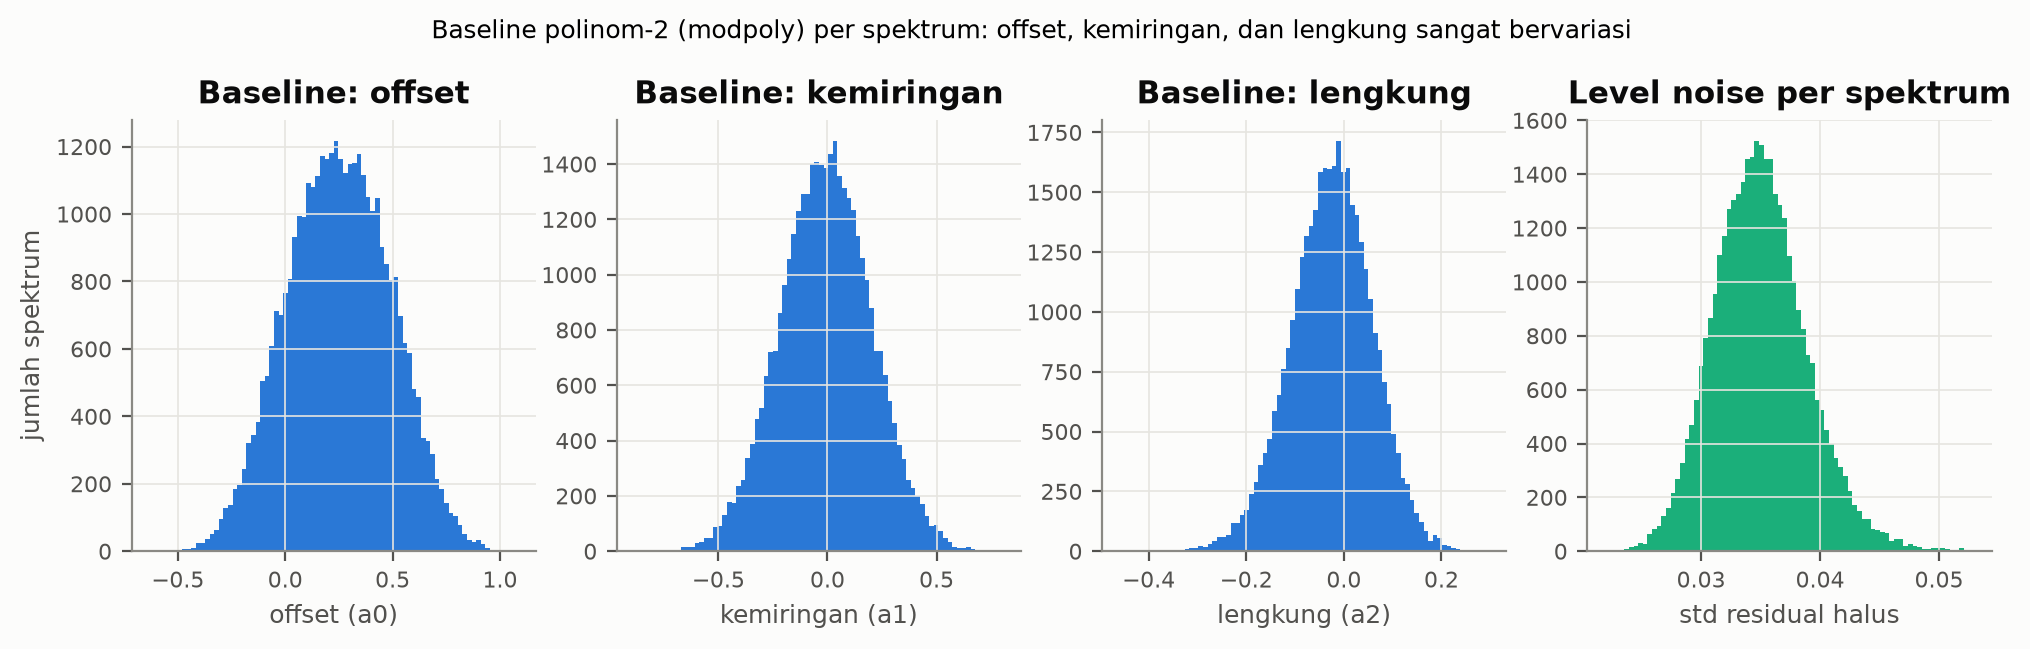 Baseline polinom-2 (modpoly) per spektrum: offset, kemiringan, dan lengkung sangat bervariasi
Baseline: offset
jumlah spektrum
1200
1000
800
600
400
200
0
−0.5 0.0 0.5 1.0
offset (a0)
Baseline: kemiringan
1400
1200
1000
800
600
400
200
0
−0.5 0.0 0.5
kemiringan (a1)
Baseline: lengkung
1750
1500
1250
1000
750
500
250
0
−0.4 −0.2 0.0 0.2
lengkung (a2)
Level noise per spektrum
1600
1400
1200
1000
800
600
400
200
0
0.03 0.04 0.05
std residual halus